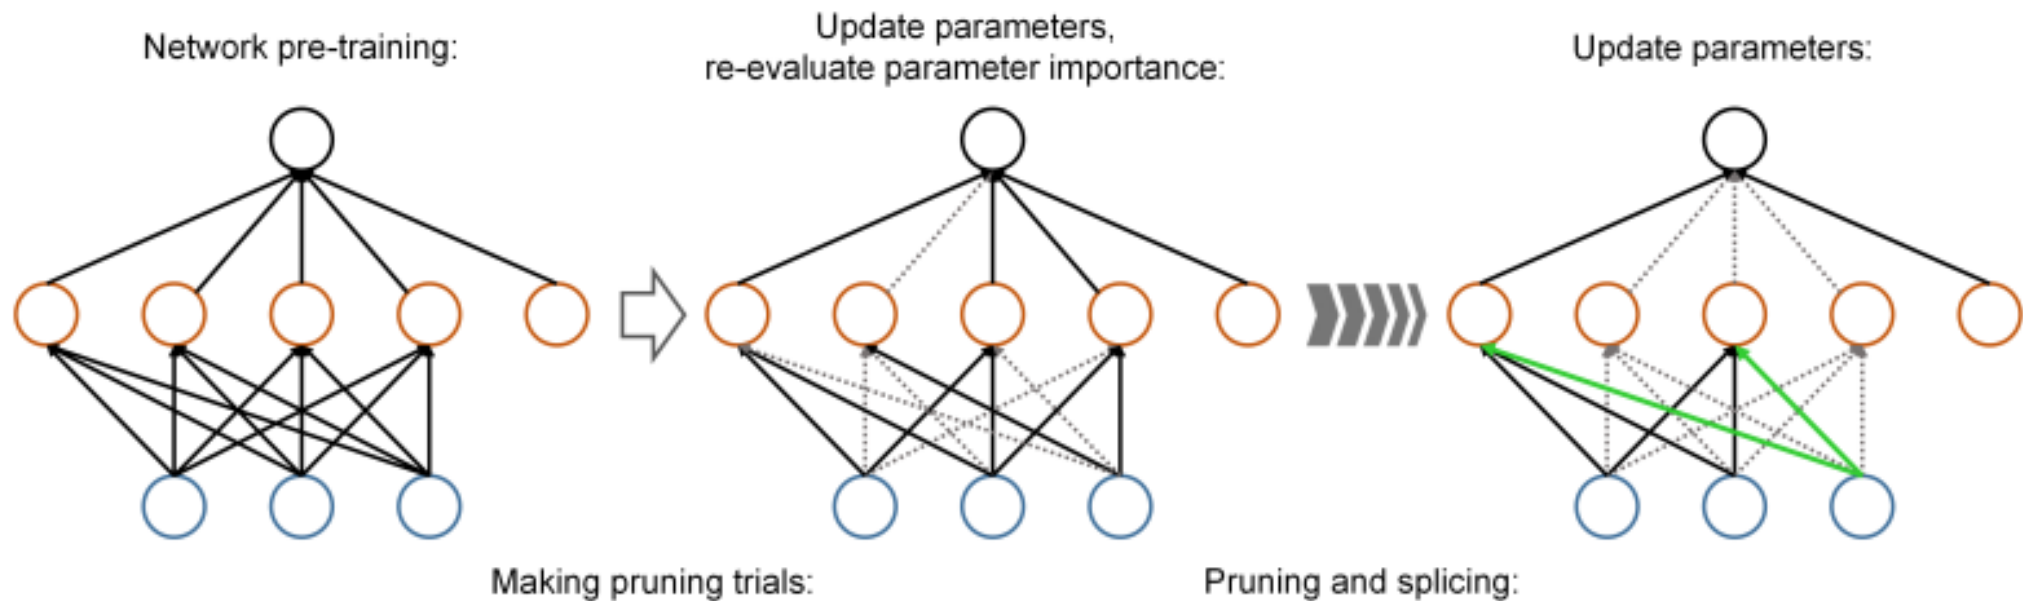 Network pre-training:
Update parameters,
re-evaluate parameter importance:
Update parameters:
Making pruning trials:
Pruning and splicing: